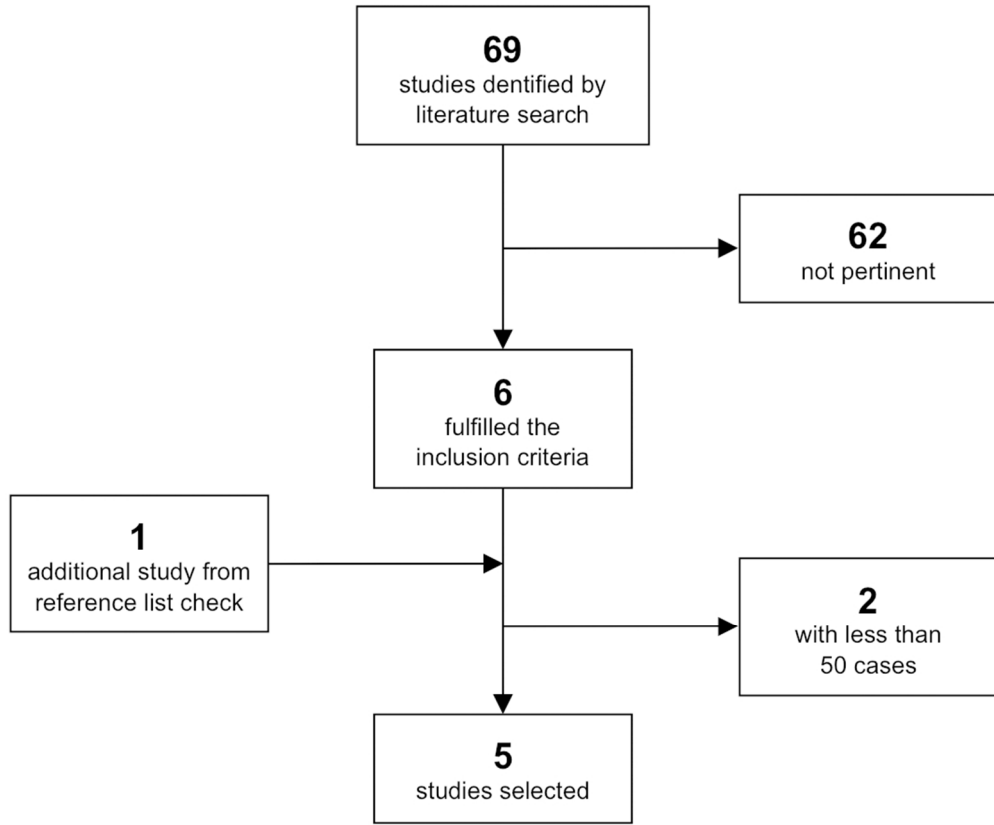 69
studies dentified by
literature search
62
not pertinent
6
fulfilled the
inclusion criteria
1
additional study from
reference list check
2
with less than
50 cases
5
studies selected